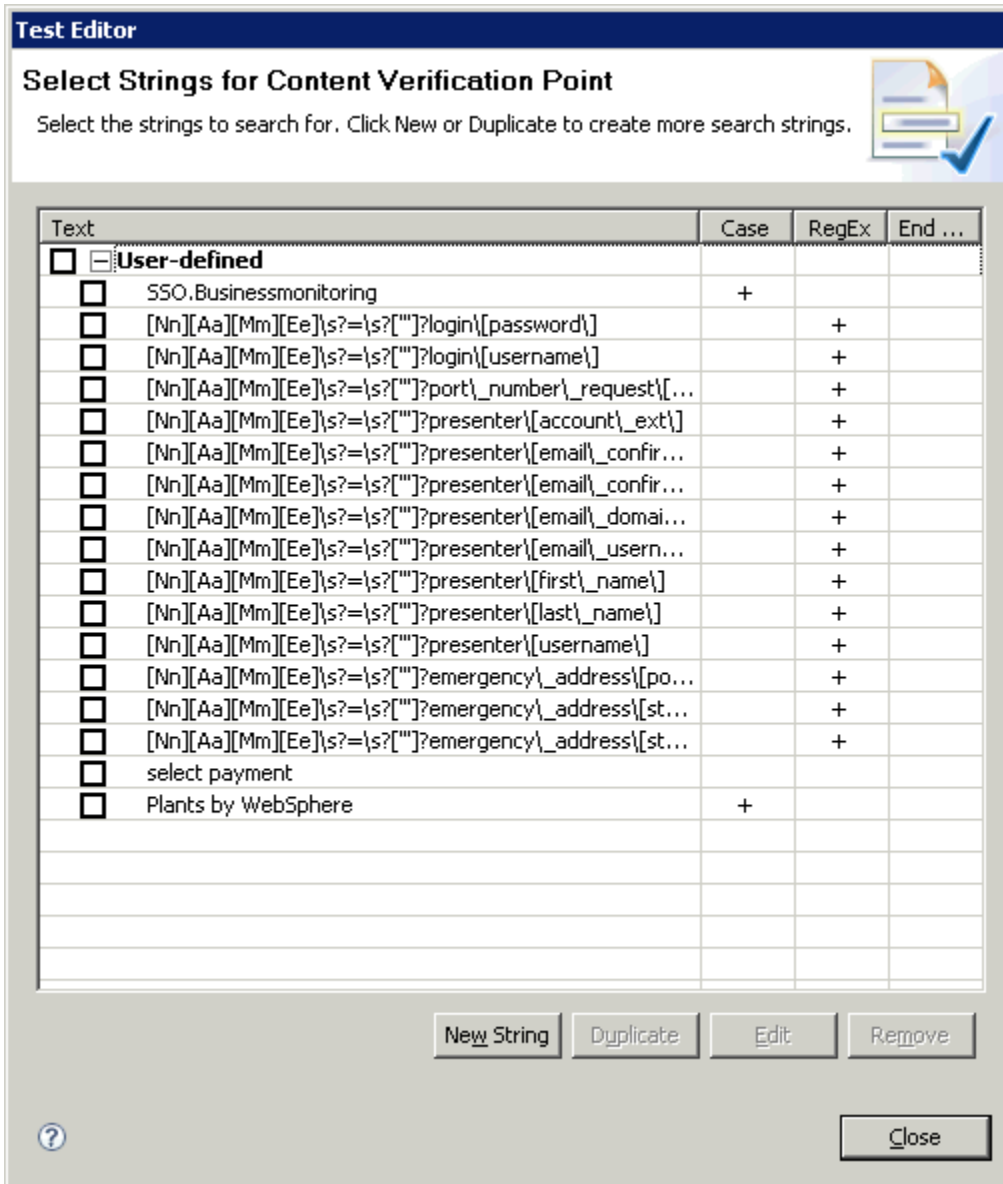 Test Editor
Select Strings for Content Verification Point
Select the strings to search for. Click New or Duplicate to create more search strings.
Text Case RegEx End ...
User-defined
SSO.Businessmonitoring +
[Nn][Aa][Mm][Ee]\s?=\s?["']?login\[password\] +
[Nn][Aa][Mm][Ee]\s?=\s?["']?login\[username\] +
[Nn][Aa][Mm][Ee]\s?=\s?["']?port\_number\_request\[... +
[Nn][Aa][Mm][Ee]\s?=\s?["']?presenter\[account\_ext\] +
[Nn][Aa][Mm][Ee]\s?=\s?["']?presenter\[email\_confir... +
[Nn][Aa][Mm][Ee]\s?=\s?["']?presenter\[email\_confir... +
[Nn][Aa][Mm][Ee]\s?=\s?["']?presenter\[email\_domai... +
[Nn][Aa][Mm][Ee]\s?=\s?["']?presenter\[email\_usern... +
[Nn][Aa][Mm][Ee]\s?=\s?["']?presenter\[first\_name\] +
[Nn][Aa][Mm][Ee]\s?=\s?["']?presenter\[last\_name\] +
[Nn][Aa][Mm][Ee]\s?=\s?["']?presenter\[username\] +
[Nn][Aa][Mm][Ee]\s?=\s?["']?emergency\_address\[po... +
[Nn][Aa][Mm][Ee]\s?=\s?["']?emergency\_address\[st... +
[Nn][Aa][Mm][Ee]\s?=\s?["']?emergency\_address\[st... +
select payment
Plants by WebSphere +
New String Duplicate Edit Remove
? Close